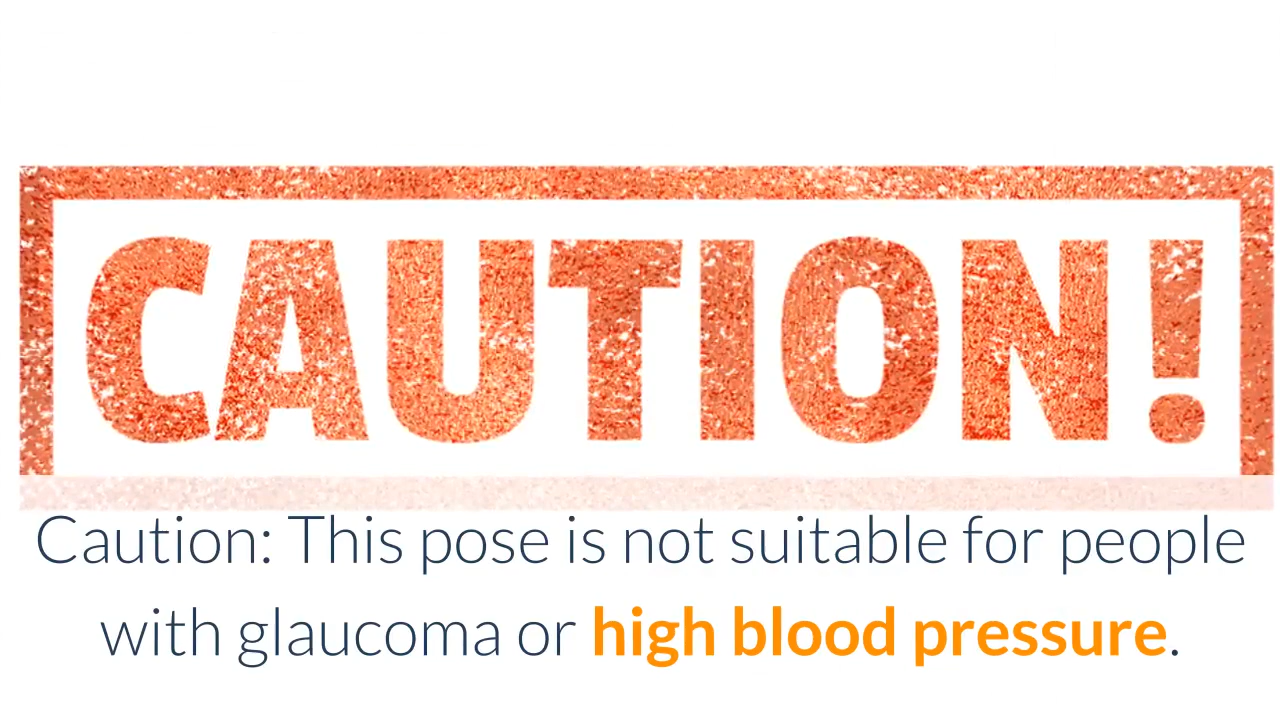 CAUTION!
Caution: This pose is not suitable for people
with glaucoma or high blood pressure.